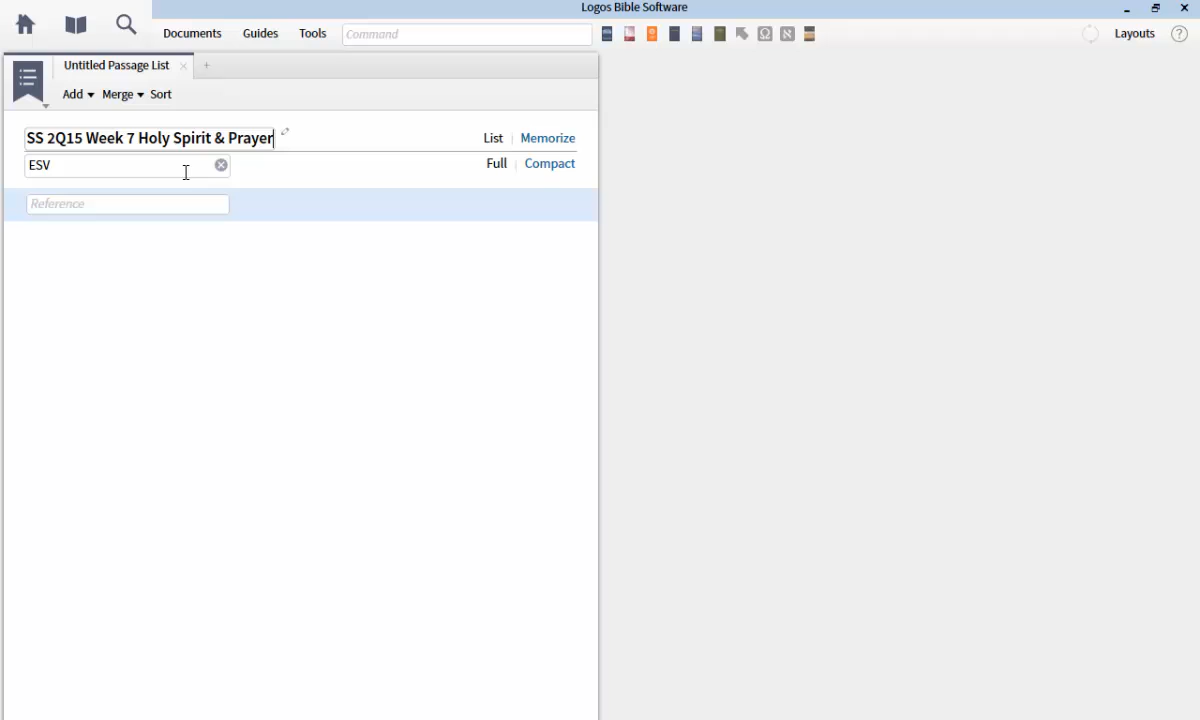 Logos Bible Software
Documents Guides Tools Command Layouts ?
Untitled Passage List × +
Add Merge Sort
SS 2Q15 Week 7 Holy Spirit & Prayer List | Memorize
ESV Full | Compact
Reference